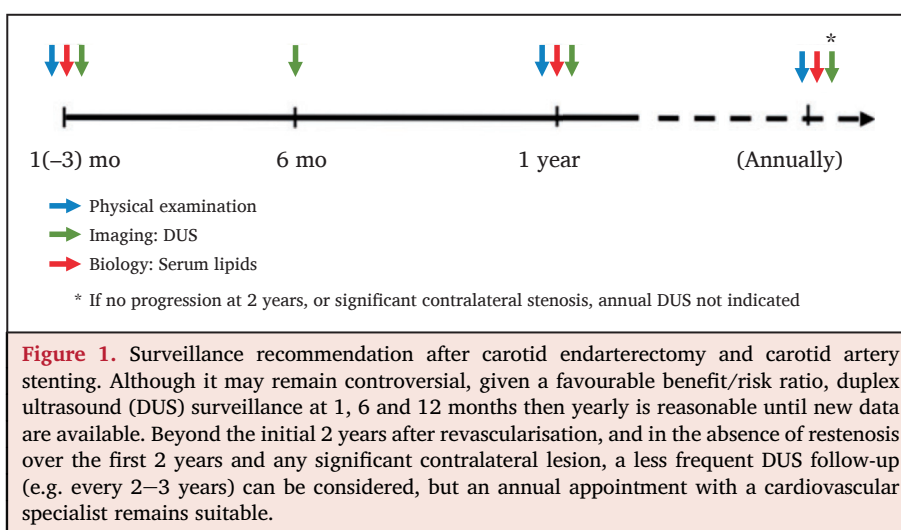 *
1(–3) mo 6 mo 1 year (Annually)
Physical examination
Imaging: DUS
Biology: Serum lipids
* If no progression at 2 years, or significant contralateral stenosis, annual DUS not indicated
Figure 1. Surveillance recommendation after carotid endarterectomy and carotid artery
stenting. Although it may remain controversial, given a favourable benefit/risk ratio, duplex
ultrasound (DUS) surveillance at 1, 6 and 12 months then yearly is reasonable until new data
are available. Beyond the initial 2 years after revascularisation, and in the absence of restenosis
over the first 2 years and any significant contralateral lesion, a less frequent DUS follow-up
(e.g. every 2–3 years) can be considered, but an annual appointment with a cardiovascular
specialist remains suitable.